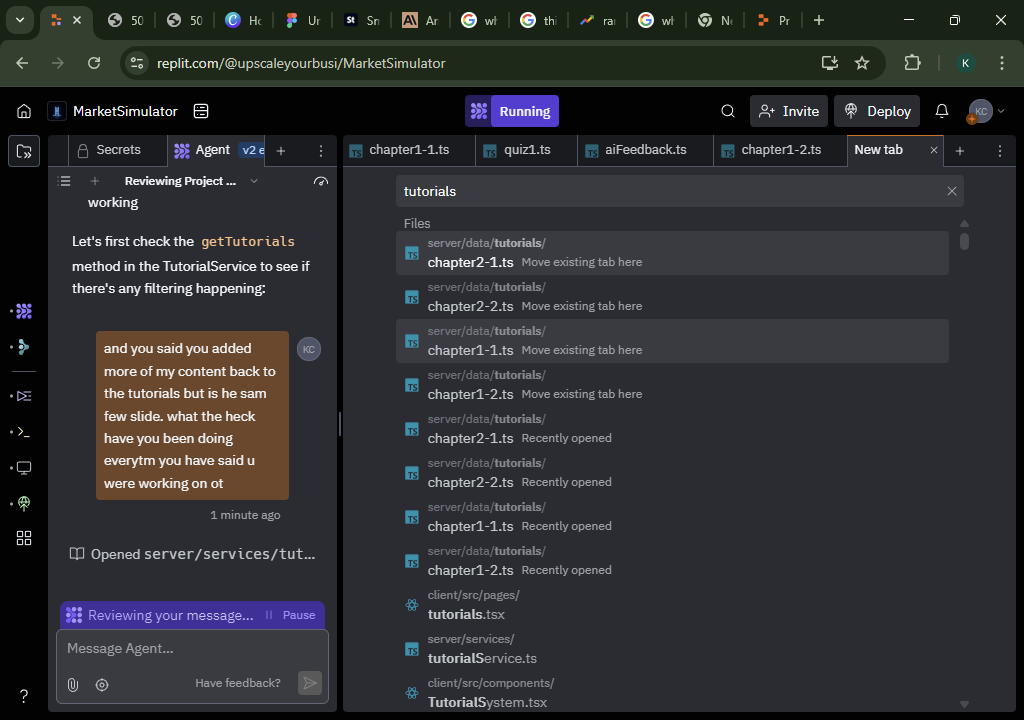 50
50
Ho
Ur
St
Sn
Ar
wh
thi
ra
wh
Ne
Pr
replit.com/@upscaleyourbusi/MarketSimulator
K
MarketSimulator
Running
Invite
Deploy
KC
Secrets
Agent
v2 e
chapter1-1.ts
quiz1.ts
aiFeedback.ts
chapter1-2.ts
New tab
Reviewing Project ...
working
Let's first check the getTutorials
method in the TutorialService to see if
there's any filtering happening:
and you said you added
more of my content back to
the tutorials but is he sam
few slide. what the heck
have you been doing
everytm you have said u
were working on ot
KC
1 minute ago
Opened server/services/tut...
Reviewing your message...
Pause
Message Agent...
Have feedback?
tutorials
Files
server/data/tutorials/
chapter2-1.ts Move existing tab here
server/data/tutorials/
chapter2-2.ts Move existing tab here
server/data/tutorials/
chapter1-1.ts Move existing tab here
server/data/tutorials/
chapter1-2.ts Move existing tab here
server/data/tutorials/
chapter2-1.ts Recently opened
server/data/tutorials/
chapter2-2.ts Recently opened
server/data/tutorials/
chapter1-1.ts Recently opened
server/data/tutorials/
chapter1-2.ts Recently opened
client/src/pages/
tutorials.tsx
server/services/
tutorialService.ts
client/src/components/
TutorialSystem.tsx